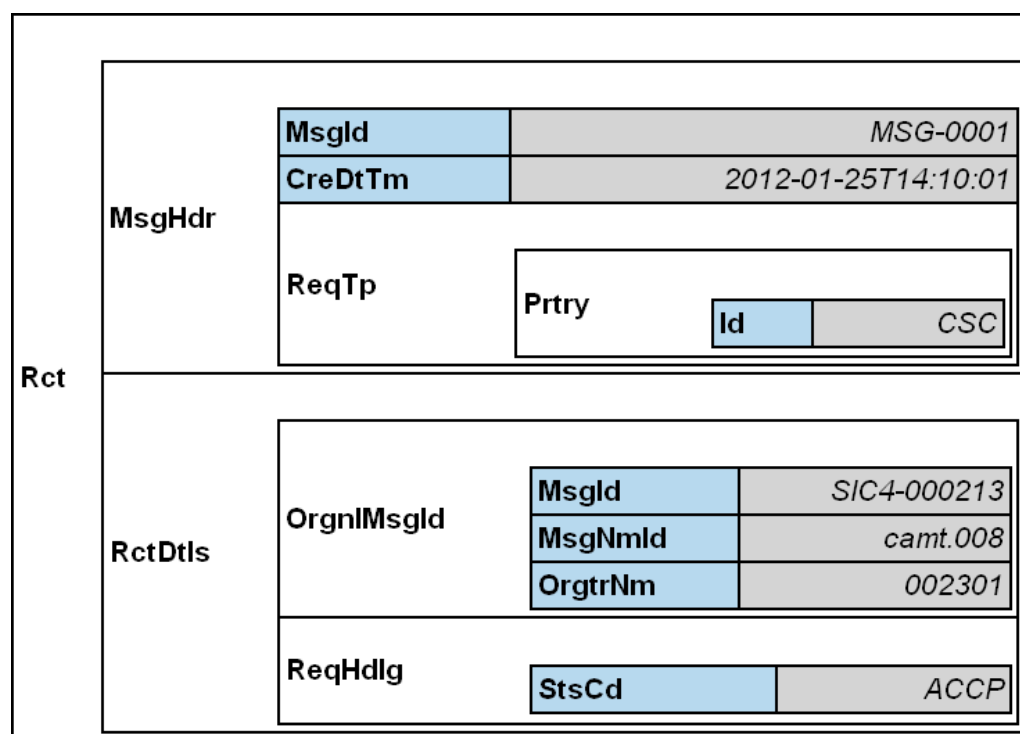 MsgId MSG-0001
CreDtTm 2012-01-25T14:10:01
MsgHdr
ReqTp
Prtry
Id CSC
Rct
MsgId SIC4-000213
OrgnlMsgId
MsgNmId camt.008
RctDtls
OrgtrNm 002301
ReqHdlg
StsCd ACCP